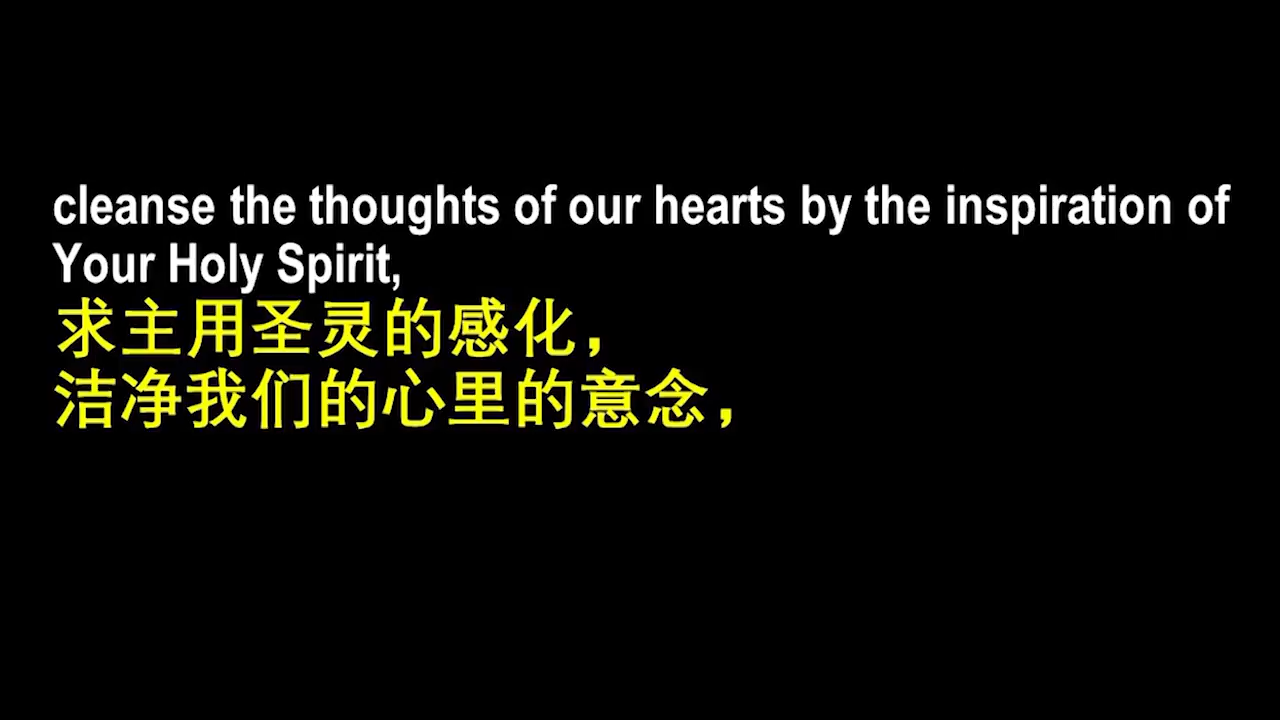 cleanse the thoughts of our hearts by the inspiration of
Your Holy Spirit,
求主用圣灵的感化，
洁净我们的心里的意念，